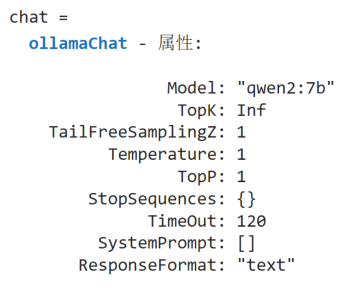 chat =
ollamaChat - 属性:
Model: "qwen2:7b"
TopK: Inf
TailFreeSamplingZ: 1
Temperature: 1
TopP: 1
StopSequences: {}
TimeOut: 120
SystemPrompt: []
ResponseFormat: "text"